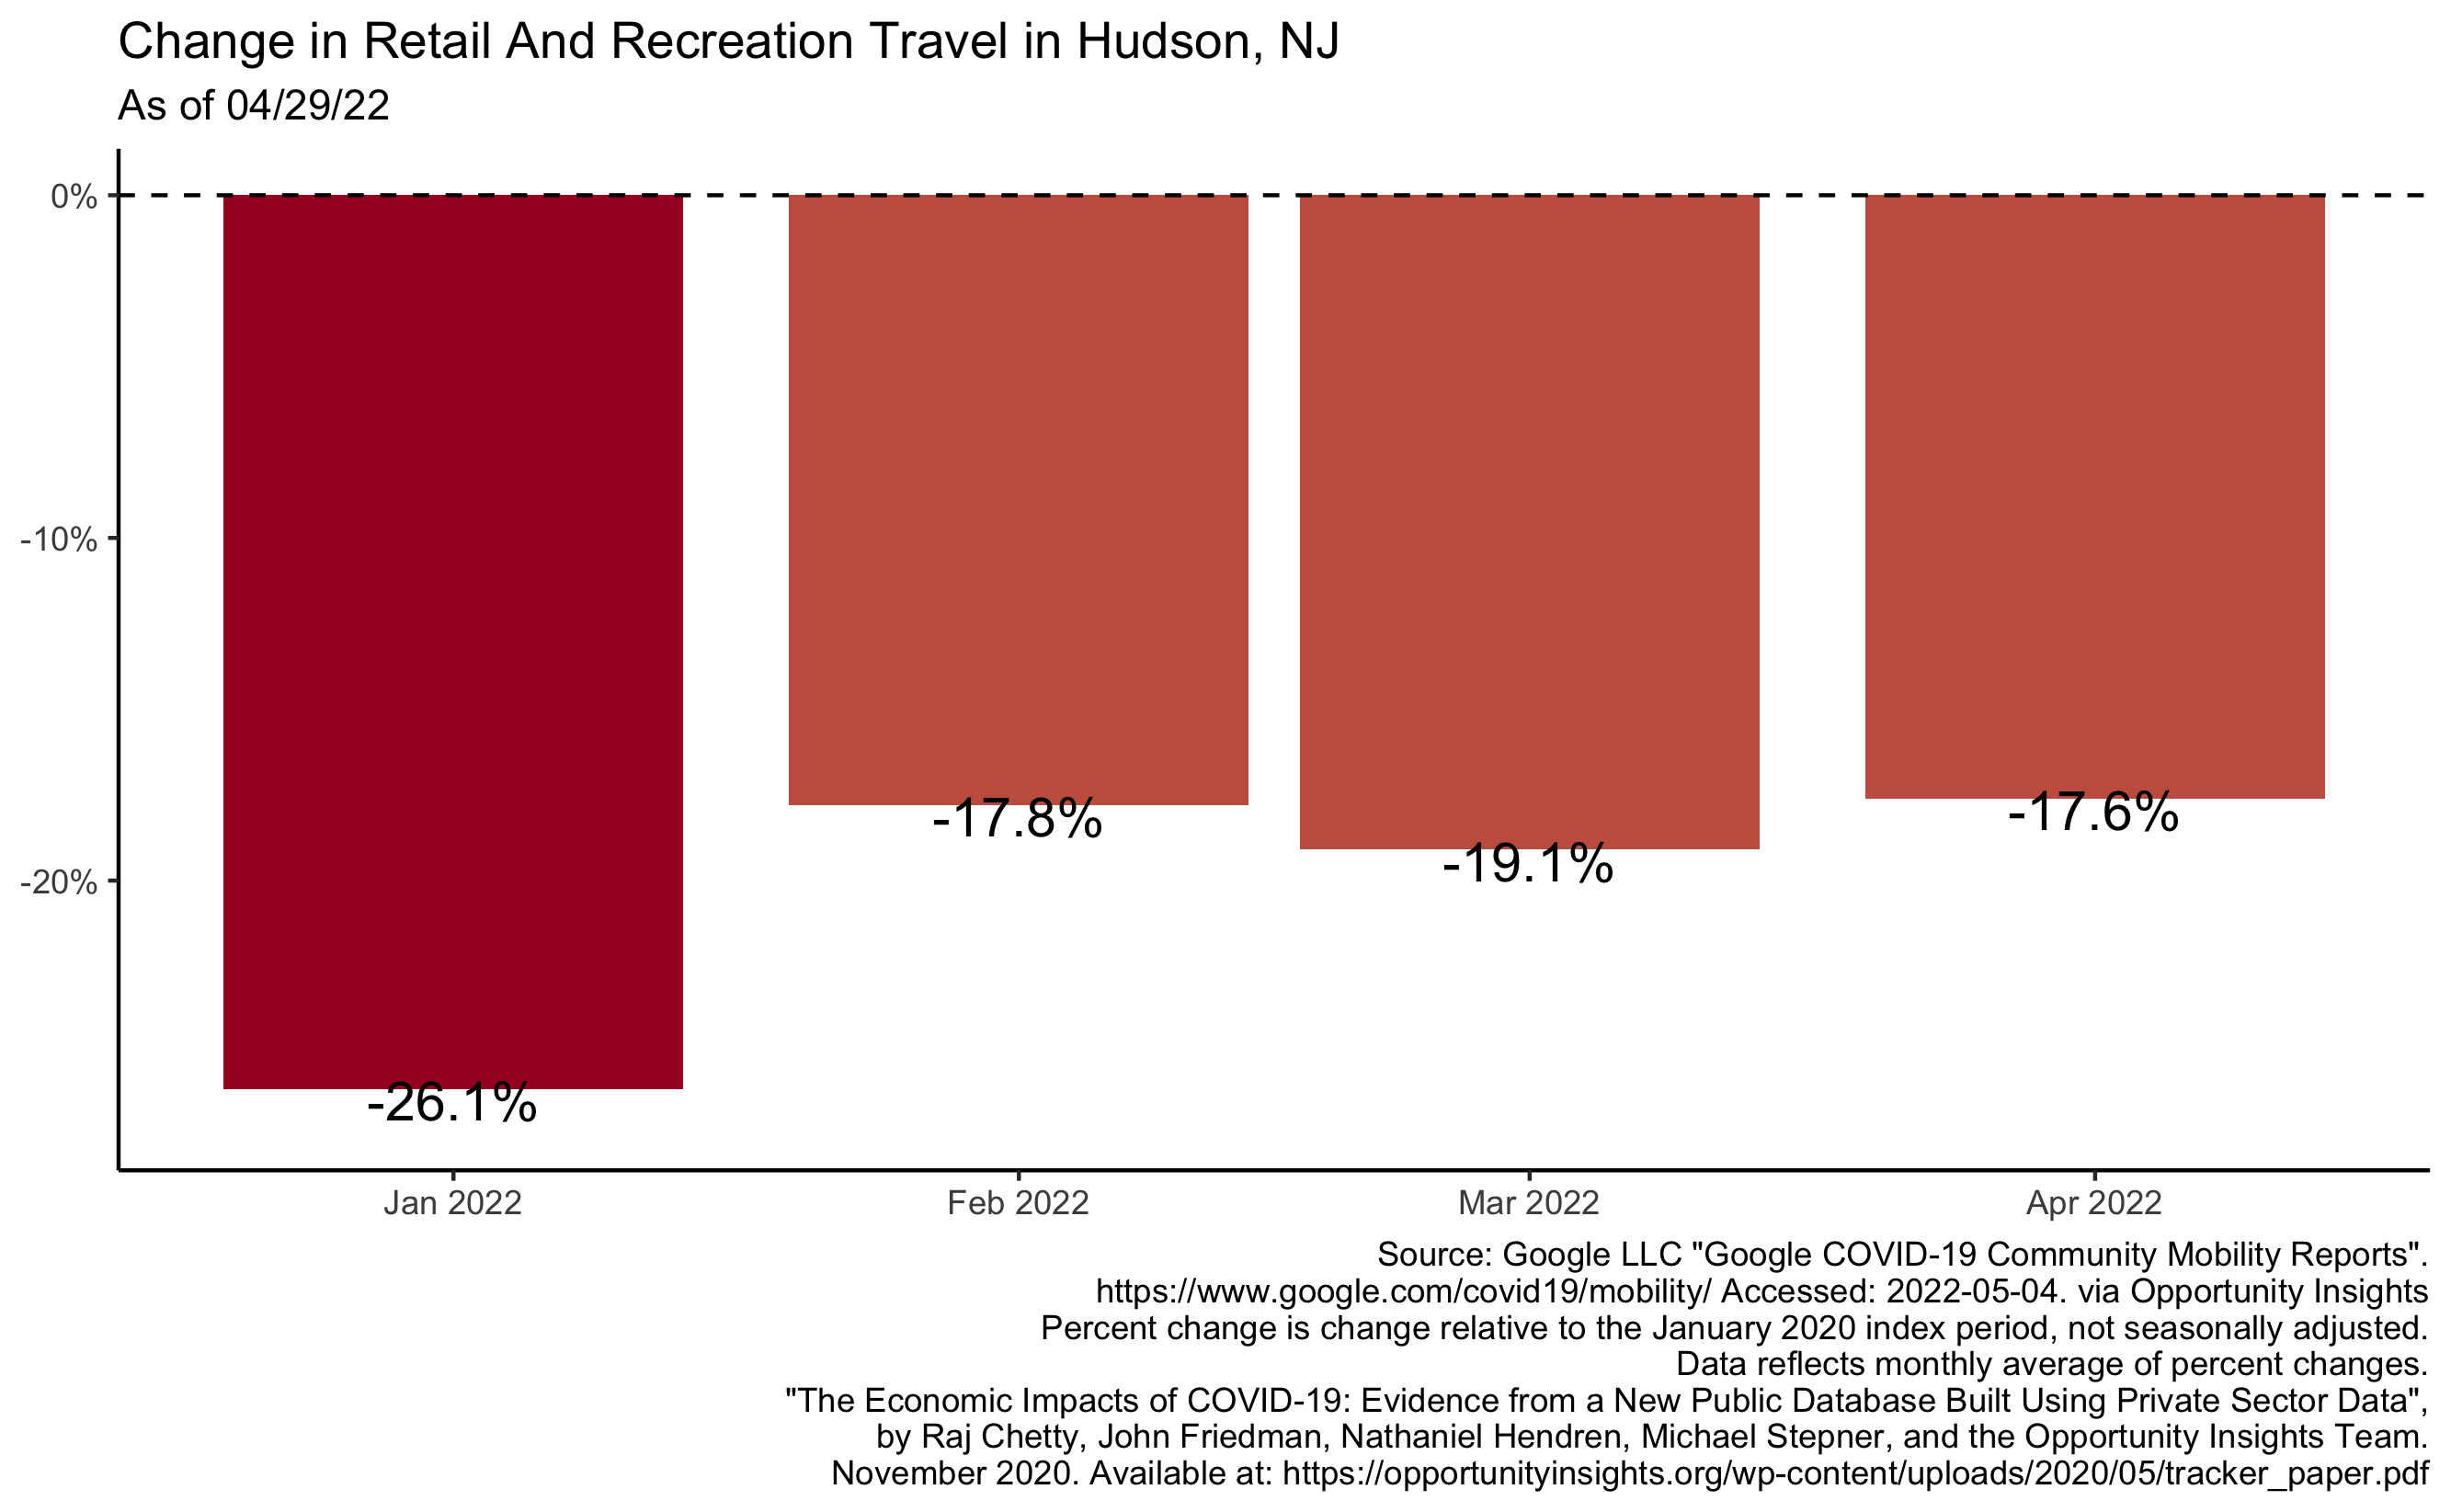 Change in Retail And Recreation Travel in Hudson, NJ
As of 04/29/22
0%
-10%
-20%
-26.1%
-17.8%
-19.1%
-17.6%
Jan 2022
Feb 2022
Mar 2022
Apr 2022
Source: Google LLC "Google COVID-19 Community Mobility Reports".
https://www.google.com/covid19/mobility/ Accessed: 2022-05-04. via Opportunity Insights
Percent change is change relative to the January 2020 index period, not seasonally adjusted.
Data reflects monthly average of percent changes.
"The Economic Impacts of COVID-19: Evidence from a New Public Database Built Using Private Sector Data",
by Raj Chetty, John Friedman, Nathaniel Hendren, Michael Stepner, and the Opportunity Insights Team.
November 2020. Available at: https://opportunityinsights.org/wp-content/uploads/2020/05/tracker_paper.pdf